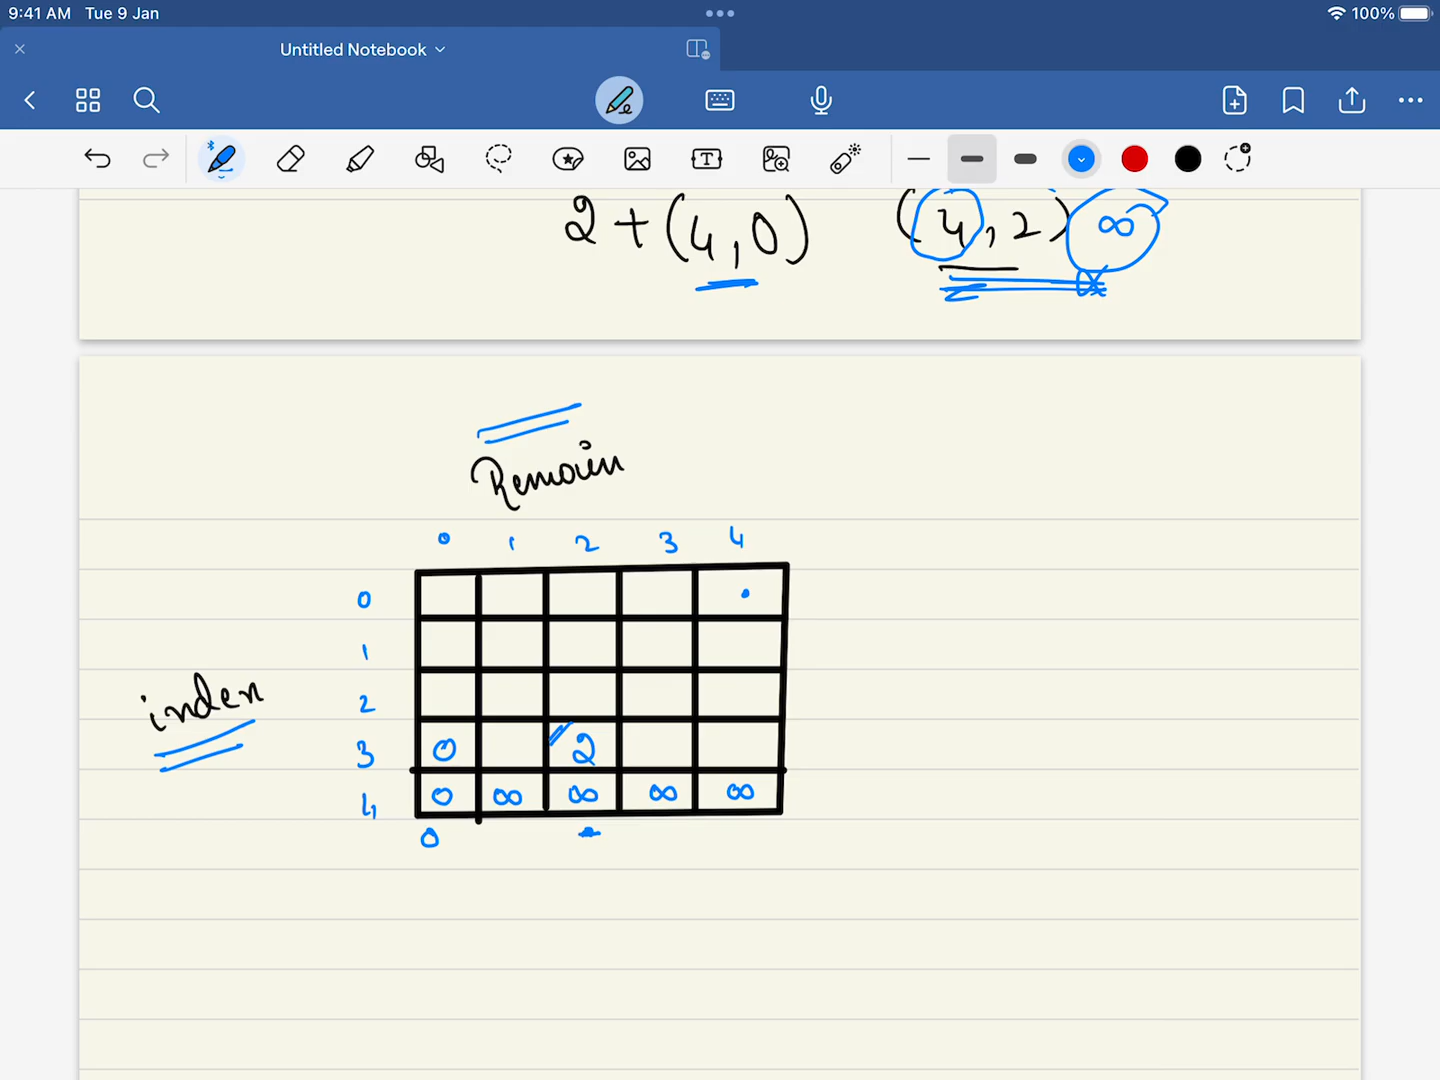 9:41 AM Tue 9 Jan 100%
Untitled Notebook
2 + (4, 0) (4, 2) ∞
Remain
0 1 2 3 4
0
1
index
2
3 0 2
4 0 ∞ ∞ ∞ ∞
0